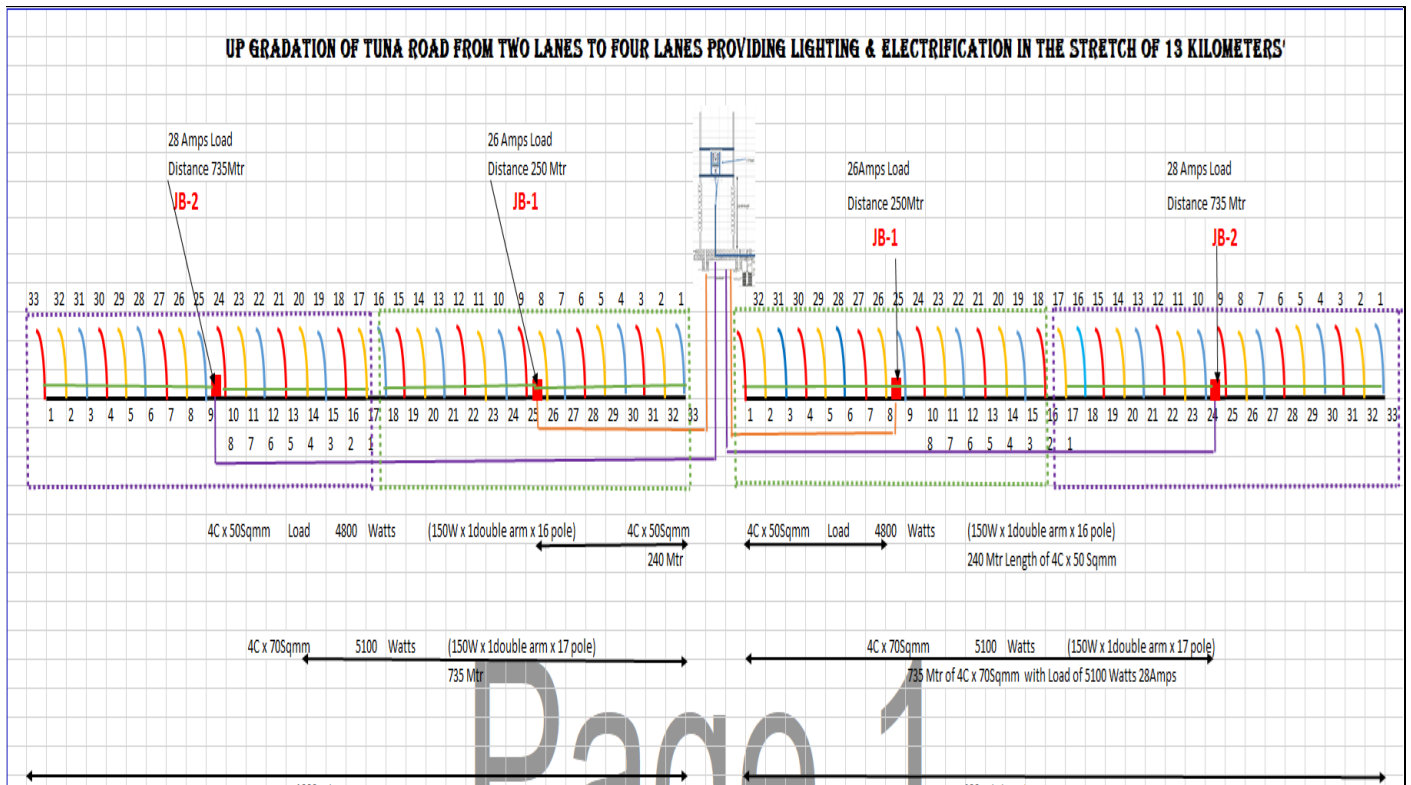 UP GRADATION OF TUNA ROAD FROM TWO LANES TO FOUR LANES PROVIDING LIGHTING & ELECTRIFICATION IN THE STRETCH OF 13 KILOMETERS'
28 Amps Load
Distance 735Mtr
JB-2
26 Amps Load
Distance 250 Mtr
JB-1
26Amps Load
Distance 250Mtr
JB-1
28 Amps Load
Distance 735 Mtr
JB-2
33 32 31 30 29 28 27 26 25 24 23 22 21 20 19 18 17 16 15 14 13 12 11 10 9 8 7 6 5 4 3 2 1
32 31 30 29 28 27 26 25 24 23 22 21 20 19 18 17 16 15 14 13 12 11 10 9 8 7 6 5 4 3 2 1
1 2 3 4 5 6 7 8 9 10 11 12 13 14 15 16 17 18 19 20 21 22 23 24 25 26 27 28 29 30 31 32 33
1 2 3 4 5 6 7 8 9 10 11 12 13 14 15 16 17 18 19 20 21 22 23 24 25 26 27 28 29 30 31 32 33
8 7 6 5 4 3 2 1
8 7 6 5 4 3 2 1
4C x 50Sqmm Load 4800 Watts (150W x 1double arm x 16 pole) 4C x 50Sqmm
240 Mtr
4C x 50Sqmm Load 4800 Watts (150W x 1double arm x 16 pole)
240 Mtr Length of 4C x 50 Sqmm
4C x 70Sqmm 5100 Watts (150W x 1double arm x 17 pole)
735 Mtr
4C x 70Sqmm 5100 Watts (150W x 1double arm x 17 pole)
735 Mtr of 4C x 70Sqmm with Load of 5100 Watts 28Amps
Page 1